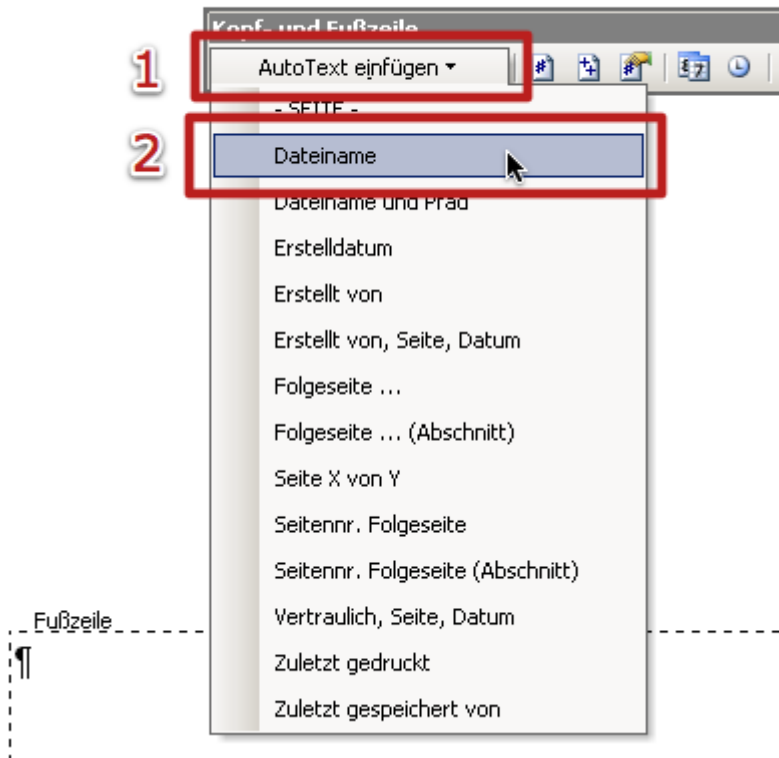 Kopf- und Fußzeile
1
AutoText einfügen
- SEITE -
2
Dateiname
Dateiname und Pfad
Erstelldatum
Erstellt von
Erstellt von, Seite, Datum
Folgeseite ...
Folgeseite ... (Abschnitt)
Seite X von Y
Seitennr. Folgeseite
Seitennr. Folgeseite (Abschnitt)
Vertraulich, Seite, Datum
Zuletzt gedruckt
Zuletzt gespeichert von
Fußzeile
¶